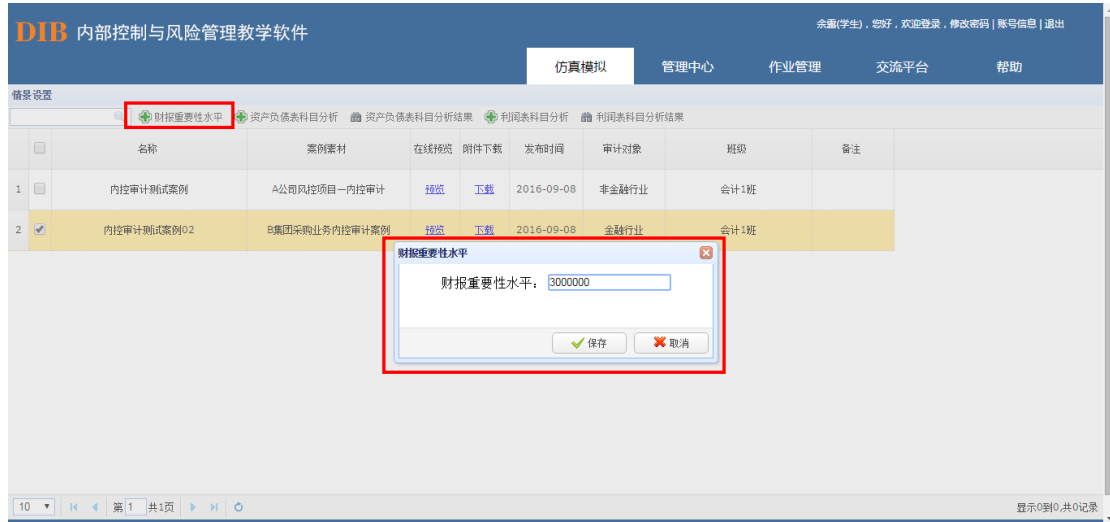 DIB 内部控制与风险管理教学软件
余蕾(学生)，您好，欢迎登录，修改密码 | 账号信息 | 退出
仿真模拟 管理中心 作业管理 交流平台 帮助
情景设置
财报重要性水平 资产负债表科目分析 资产负债表科目分析结果 利润表科目分析 利润表科目分析结果
名称 案例素材 在线预览 附件下载 发布时间 审计对象 班级 备注
1 内控审计测试案例 A公司风控项目—内控审计 预览 下载 2016-09-08 非金融行业 会计1班
2 内控审计测试案例02 B集团采购业务内控审计案例 预览 下载 2016-09-08 金融行业 会计1班
财报重要性水平
财报重要性水平： 3000000
保存 取消
10 第 1 共1页 显示0到0,共0记录